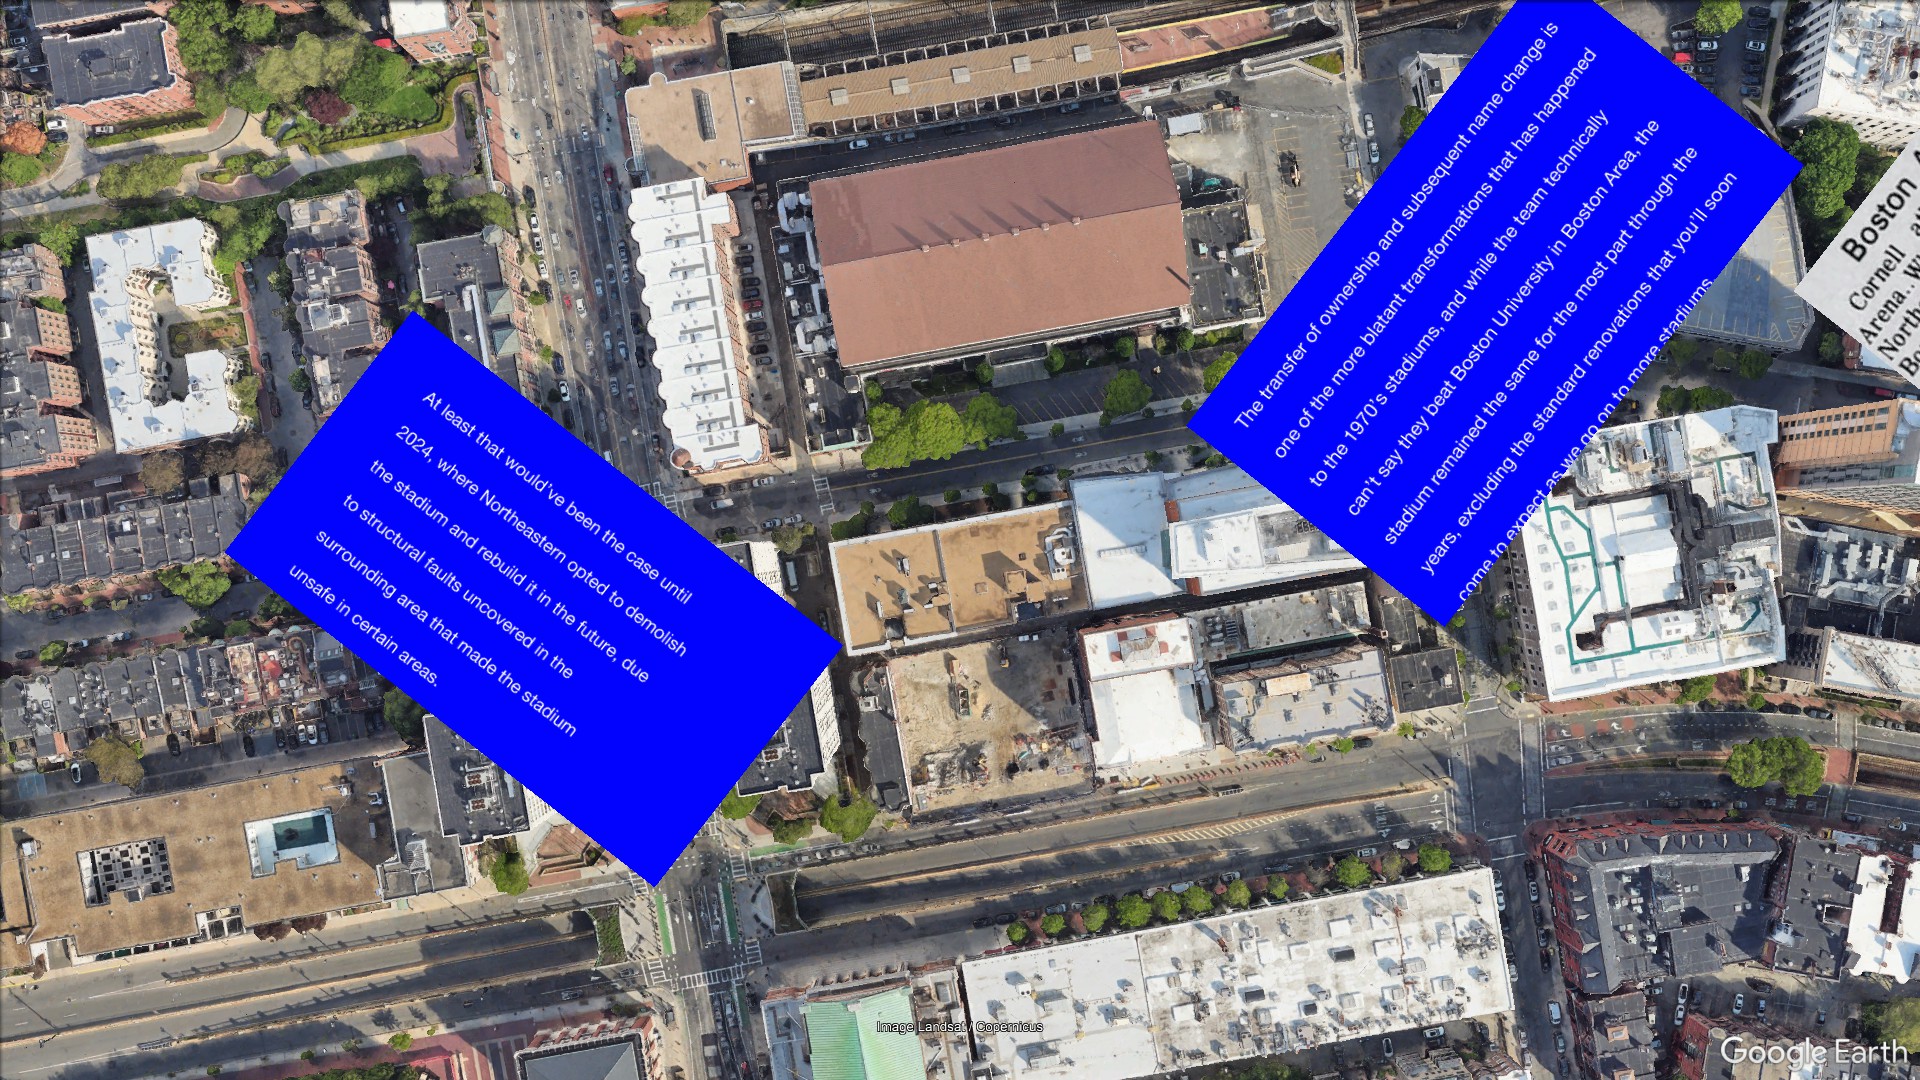 At least that would've been the case until
2024, where Northeastern opted to demolish
the stadium and rebuild it in the future, due
to structural faults uncovered in the
surrounding area that made the stadium
unsafe in certain areas.
The transfer of ownership and subsequent name change is
one of the more blatant transformations that has happened
to the 1970's stadiums, and while the team technically
can't say they beat Boston University in Boston Area, the
stadium remained the same for the most part through the
years, excluding the standard renovations that you'll soon
come to expect as we go on to more stadiums.
Boston
Cornell
Arena
Image Landsat / Copernicus
Google Earth